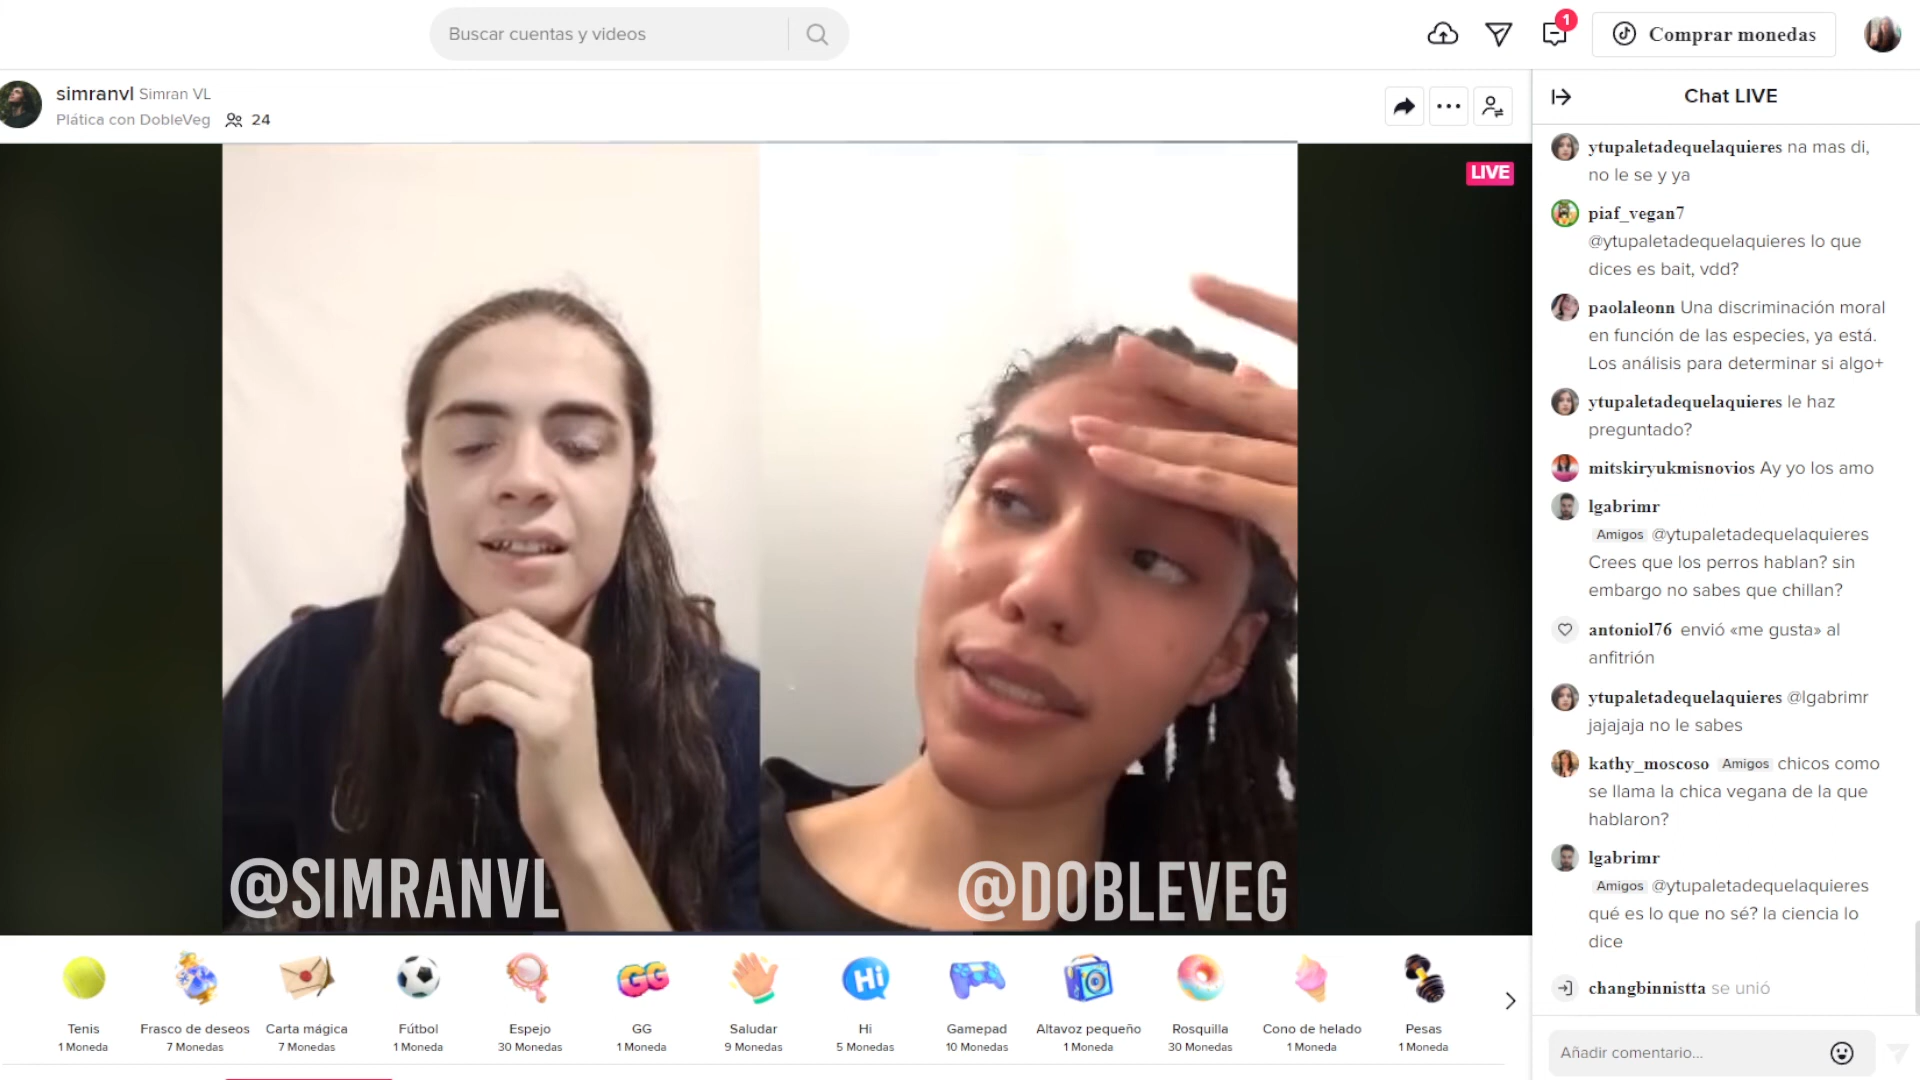 Buscar cuentas y videos
1
Comprar monedas
simranvl Simran VL
Plática con DobleVeg 24
Chat LIVE
LIVE
ytupaletadequelaquieres na mas di,
no le se y ya
piaf_vegan7
@ytupaletadequelaquieres lo que
dices es bait, vdd?
paolaleonn Una discriminación moral
en función de las especies, ya está.
Los análisis para determinar si algo+
ytupaletadequelaquieres le haz
preguntado?
mitskiryukmisnovios Ay yo los amo
lgabrimr
Amigos @ytupaletadequelaquieres
Crees que los perros hablan? sin
embargo no sabes que chillan?
antoniol76 envió «me gusta» al
anfitrión
ytupaletadequelaquieres @lgabrimr
jajajaja no le sabes
kathy_moscoso Amigos chicos como
se llama la chica vegana de la que
hablaron?
lgabrimr
Amigos @ytupaletadequelaquieres
qué es lo que no sé? la ciencia lo
dice
changbinnistta se unió
Añadir comentario...
@SIMRANVL
@DOBLEVEG
GG
Hi
Tenis
1 Moneda
Frasco de deseos
7 Monedas
Carta mágica
7 Monedas
Fútbol
1 Moneda
Espejo
30 Monedas
GG
1 Moneda
Saludar
9 Monedas
Hi
5 Monedas
Gamepad
10 Monedas
Altavoz pequeño
1 Moneda
Rosquilla
30 Monedas
Cono de helado
1 Moneda
Pesas
1 Moneda